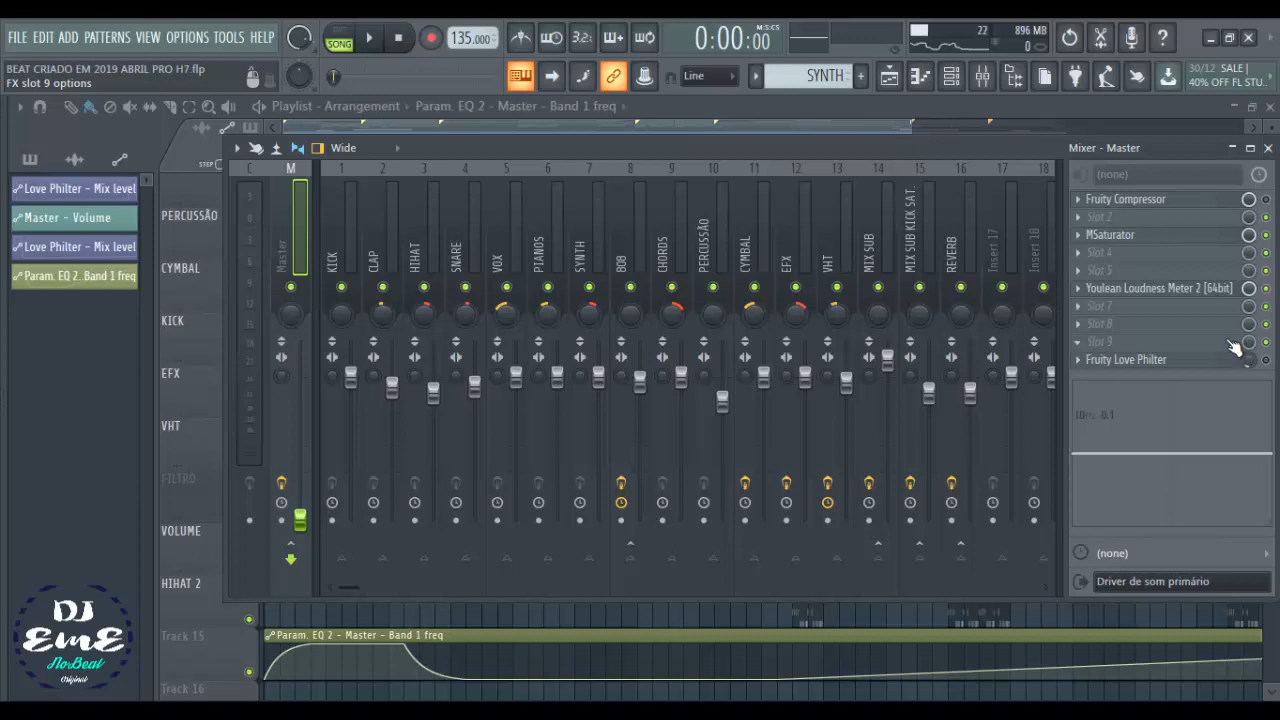 FILE EDIT ADD PATTERNS VIEW OPTIONS TOOLS HELP
SONG
135.000
3.2
0:00:00
M:S:CS
22
896 MB
0
BEAT CRIADO EM 2019 ABRIL PRO H7.flp
FX slot 9 options
Line
SYNTH
30/12 SALE |
40% OFF FL STU
Playlist - Arrangement
Param. EQ 2 - Master - Band 1 freq
STEP
Wide
Mixer - Master
Love Philter - Mix level
Master - Volume
Love Philter - Mix level
Param. EQ 2..Band 1 freq
PERCUSSÃO
CYMBAL
KICK
EFX
VHT
FILTRO
VOLUME
HIHAT 2
C M 1 2 3 4 5 6 7 8 9 10 11 12 13 14 15 16 17 18
Master
KICK
CLAP
HIHAT
SNARE
VOX
PIANOS
SYNTH
808
CHORDS
PERCUSSÃO
CYMBAL
EFX
VHT
MIX SUB
MIX SUB KICK SAT.
REVERB
Insert 17
Insert 18
(none)
Fruity Compressor
Slot 2
MSaturator
Slot 4
Slot 5
Youlean Loudness Meter 2 [64bit]
Slot 7
Slot 8
Slot 9
Fruity Love Philter
(none)
Driver de som primário
Track 15
Param. EQ 2 - Master - Band 1 freq
Track 16
DJ
EmE
NoBeat
Original